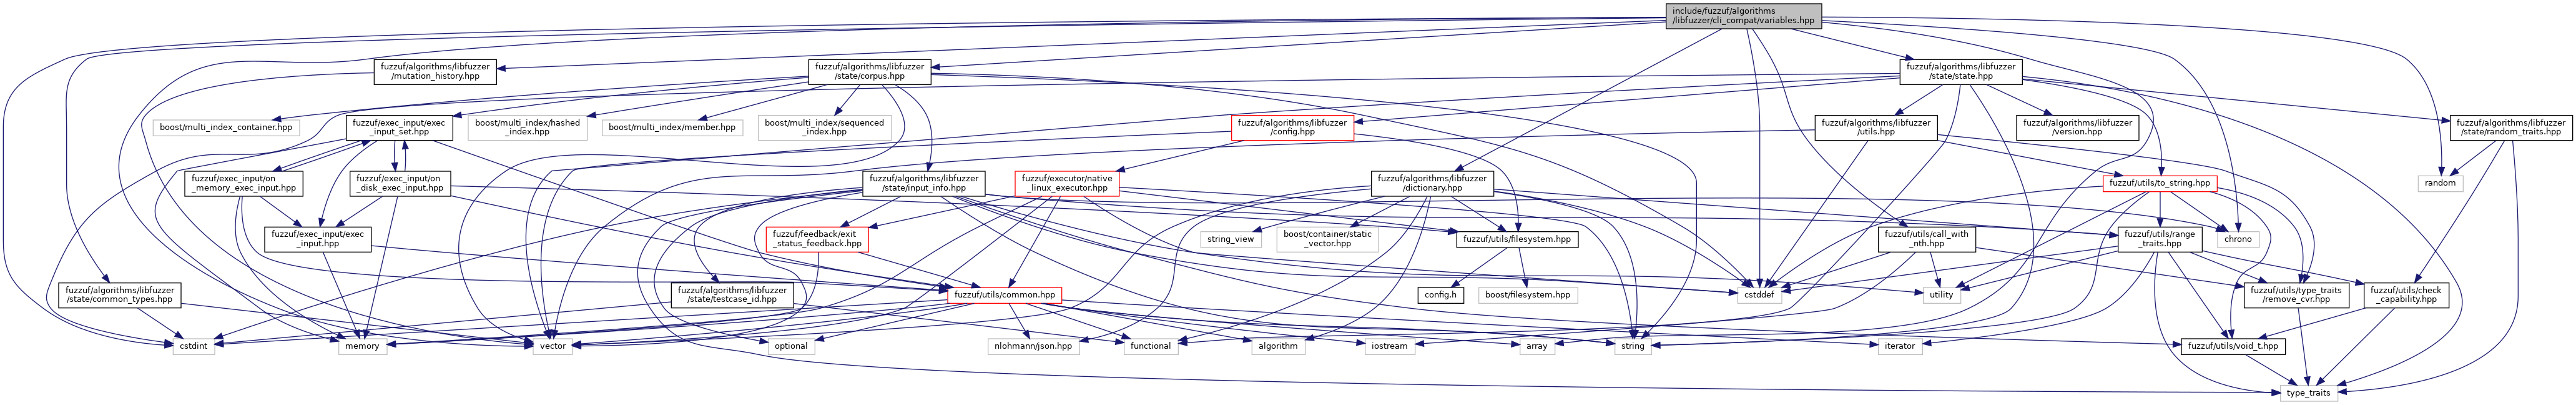 include/fuzzuf/algorithms
/libfuzzer/cli_compat/variables.hpp
fuzzuf/algorithms/libfuzzer
/mutation_history.hpp
fuzzuf/algorithms/libfuzzer
/state/corpus.hpp
fuzzuf/algorithms/libfuzzer
/state/state.hpp
boost/multi_index_container.hpp
fuzzuf/exec_input/exec
_input_set.hpp
boost/multi_index/hashed
_index.hpp
boost/multi_index/member.hpp
boost/multi_index/sequenced
_index.hpp
fuzzuf/algorithms/libfuzzer
/config.hpp
fuzzuf/algorithms/libfuzzer
/utils.hpp
fuzzuf/algorithms/libfuzzer
/version.hpp
fuzzuf/algorithms/libfuzzer
/state/random_traits.hpp
fuzzuf/exec_input/on
_memory_exec_input.hpp
fuzzuf/exec_input/on
_disk_exec_input.hpp
fuzzuf/algorithms/libfuzzer
/state/input_info.hpp
fuzzuf/executor/native
_linux_executor.hpp
fuzzuf/algorithms/libfuzzer
/dictionary.hpp
fuzzuf/utils/to_string.hpp
random
fuzzuf/exec_input/exec
_input.hpp
fuzzuf/feedback/exit
_status_feedback.hpp
string_view
boost/container/static
_vector.hpp
fuzzuf/utils/filesystem.hpp
fuzzuf/utils/call_with
_nth.hpp
fuzzuf/utils/range
_traits.hpp
chrono
fuzzuf/algorithms/libfuzzer
/state/common_types.hpp
fuzzuf/algorithms/libfuzzer
/state/testcase_id.hpp
fuzzuf/utils/common.hpp
config.h
boost/filesystem.hpp
cstddef
utility
fuzzuf/utils/type_traits
/remove_cvr.hpp
fuzzuf/utils/check
_capability.hpp
cstdint
memory
vector
optional
nlohmann/json.hpp
functional
algorithm
iostream
array
string
iterator
fuzzuf/utils/void_t.hpp
type_traits